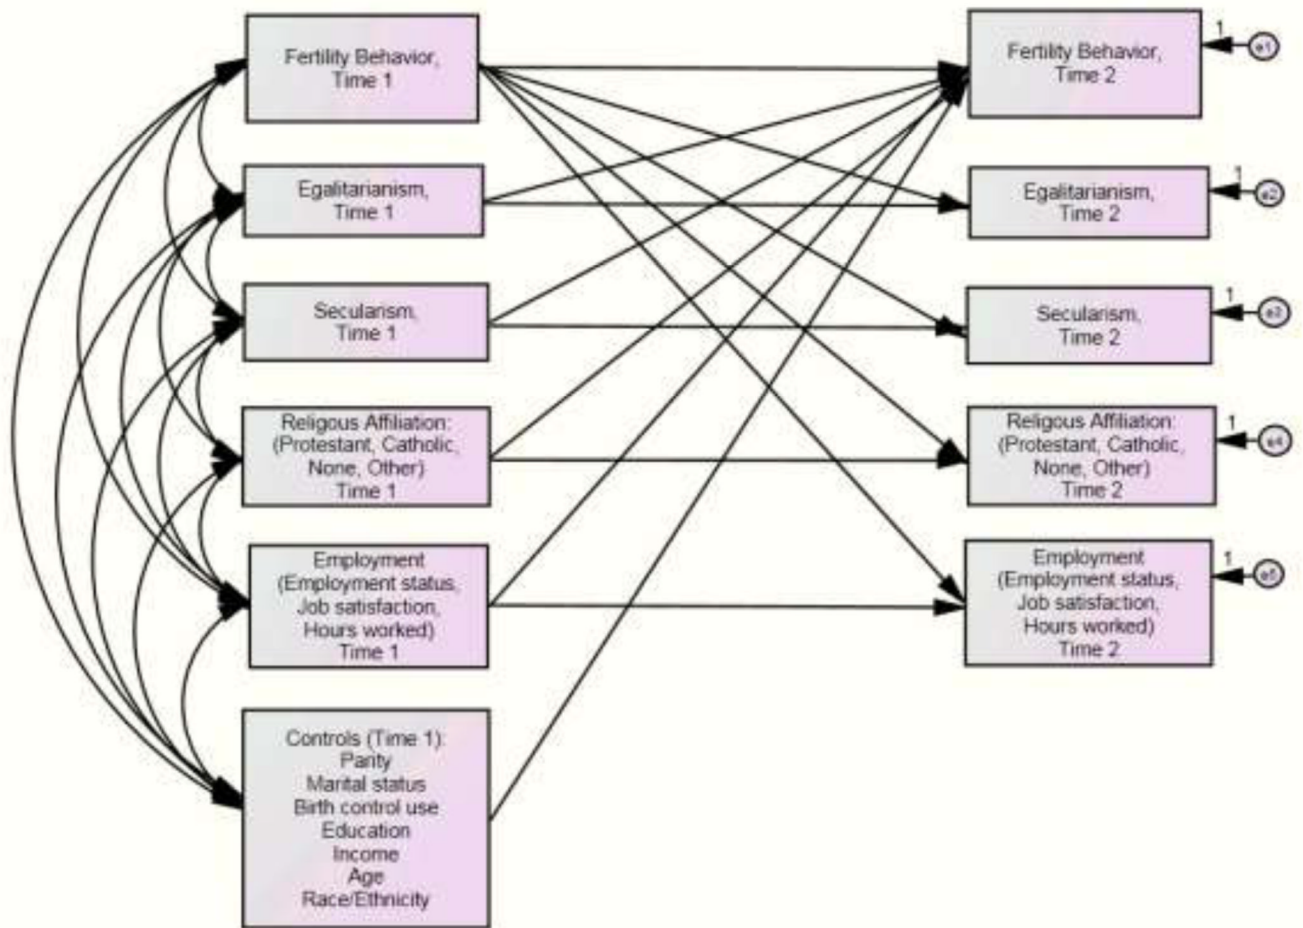 Fertility Behavior,
Time 1
Egalitarianism,
Time 1
Secularism,
Time 1
Religous Affiliation:
(Protestant, Catholic,
None, Other)
Time 1
Employment
(Employment status,
Job satisfaction,
Hours worked)
Time 1
Controls (Time 1):
Parity
Marital status
Birth control use
Education
Income
Age
Race/Ethnicity
Fertility Behavior,
Time 2
1
e1
Egalitarianism,
Time 2
1
e2
Secularism,
Time 2
1
e3
Religous Affiliation:
(Protestant, Catholic,
None, Other)
Time 2
1
e4
Employment
(Employment status,
Job satisfaction,
Hours worked)
Time 2
1
e5